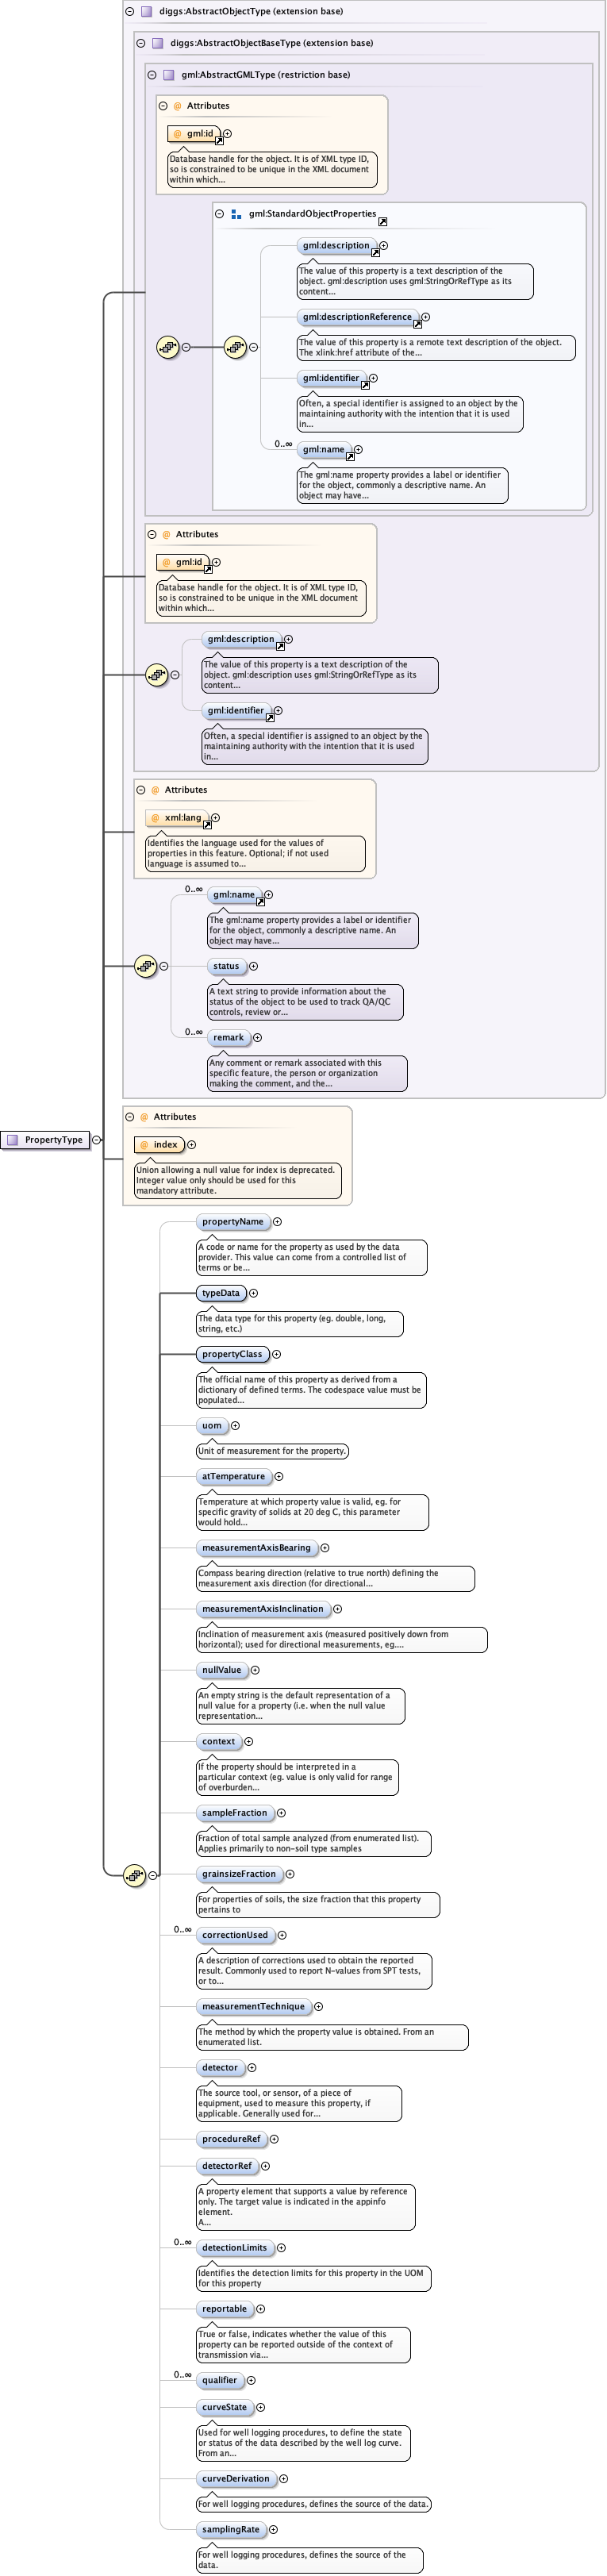 diggs:AbstractObjectType (extension base)
diggs:AbstractObjectBaseType (extension base)
gml:AbstractGMLType (restriction base)
@ Attributes
@ gml:id
Database handle for the object. It is of XML type ID,
so is constrained to be unique in the XML document
within which...
gml:StandardObjectProperties
gml:description
The value of this property is a text description of the
object. gml:description uses gml:StringOrRefType as its
content...
gml:descriptionReference
The value of this property is a remote text description of the object.
The xlink:href attribute of the...
gml:identifier
Often, a special identifier is assigned to an object by the
maintaining authority with the intention that it is used
in...
0..∞
gml:name
The gml:name property provides a label or identifier
for the object, commonly a descriptive name. An
object may have...
@ Attributes
@ gml:id
Database handle for the object. It is of XML type ID,
so is constrained to be unique in the XML document
within which...
gml:description
The value of this property is a text description of the
object. gml:description uses gml:StringOrRefType as its
content...
gml:identifier
Often, a special identifier is assigned to an object by the
maintaining authority with the intention that it is used
in...
@ Attributes
@ xml:lang
Identifies the language used for the values of
properties in this feature. Optional; if not used
language is assumed to...
0..∞
gml:name
The gml:name property provides a label or identifier
for the object, commonly a descriptive name. An
object may have...
status
A text string to provide information about the
status of the object to be used to track QA/QC
controls, review or...
0..∞
remark
Any comment or remark associated with this
specific feature, the person or organization
making the comment, and the...
PropertyType
@ Attributes
@ index
Union allowing a null value for index is deprecated.
Integer value only should be used for this
mandatory attribute.
propertyName
A code or name for the property as used by the data
provider. This value can come from a controlled list of
terms or be...
typeData
The data type for this property (eg. double, long,
string, etc.)
propertyClass
The official name of this property as derived from a
dictionary of defined terms. The codespace value must be
populated...
uom
Unit of measurement for the property.
atTemperature
Temperature at which property value is valid, eg. for
specific gravity of solids at 20 deg C, this parameter
would hold...
measurementAxisBearing
Compass bearing direction (relative to true north) defining the
measurement axis direction (for directional...
measurementAxisInclination
Inclination of measurement axis (measured positively down from
horizontal); used for directional measurements, eg....
nullValue
An empty string is the default representation of a
null value for a property (i.e. when the null value
representation...
context
If the property should be interpreted in a
particular context (eg. value is only valid for range
of overburden...
sampleFraction
Fraction of total sample analyzed (from enumerated list).
Applies primarily to non-soil type samples
grainsizeFraction
For properties of soils, the size fraction that this property
pertains to
0..∞
correctionUsed
A description of corrections used to obtain the reported
result. Commonly used to report N-values from SPT tests,
or to...
measurementTechnique
The method by which the property value is obtained. From an
enumerated list.
detector
The source tool, or sensor, of a piece of
equipment, used to measure this property, if
applicable. Generally used for...
procedureRef
detectorRef
A property element that supports a value by reference
only. The target value is indicated in the appinfo
element.
A...
0..∞
detectionLimits
Identifies the detection limits for this property in the UOM
for this property
reportable
True or false, indicates whether the value of this
property can be reported outside of the context of
transmission via...
0..∞
qualifier
curveState
Used for well logging procedures, to define the state
or status of the data described by the well log curve.
From an...
curveDerivation
For well logging procedures, defines the source of the data.
samplingRate
For well logging procedures, defines the source of the
data.